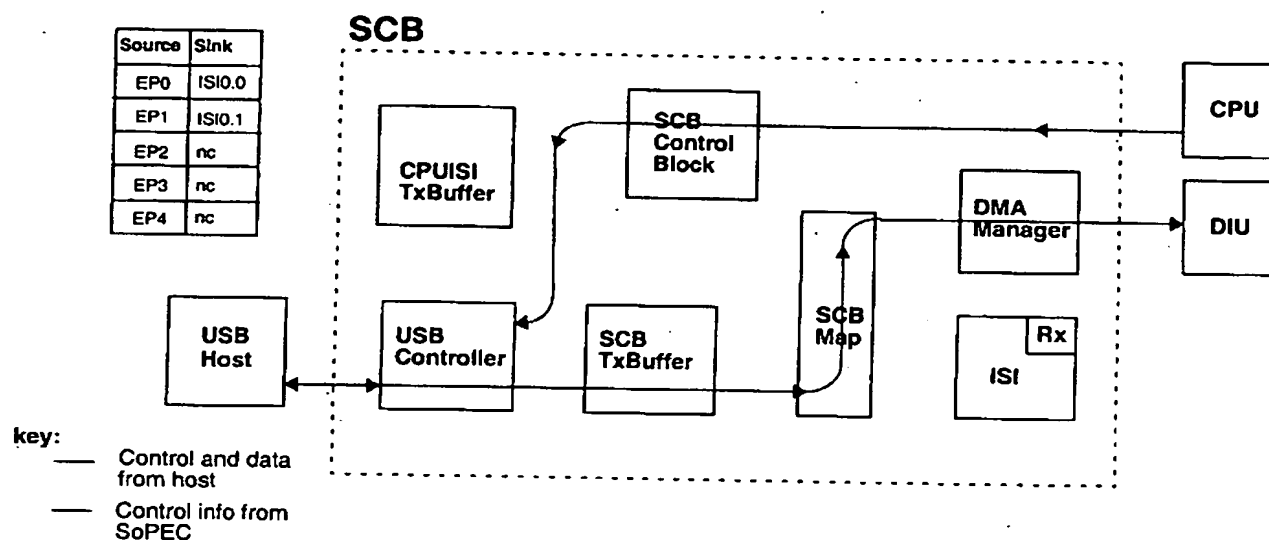 SCB
Source Sink
EP0 ISI0.0
EP1 ISI0.1
EP2 nc
EP3 nc
EP4 nc
CPUISI
TxBuffer
SCB
Control
Block
CPU
DMA
Manager
DIU
USB
Host
USB
Controller
SCB
TxBuffer
SCB
Map
Rx
ISI
key:
Control and data
from host
Control info from
SoPEC